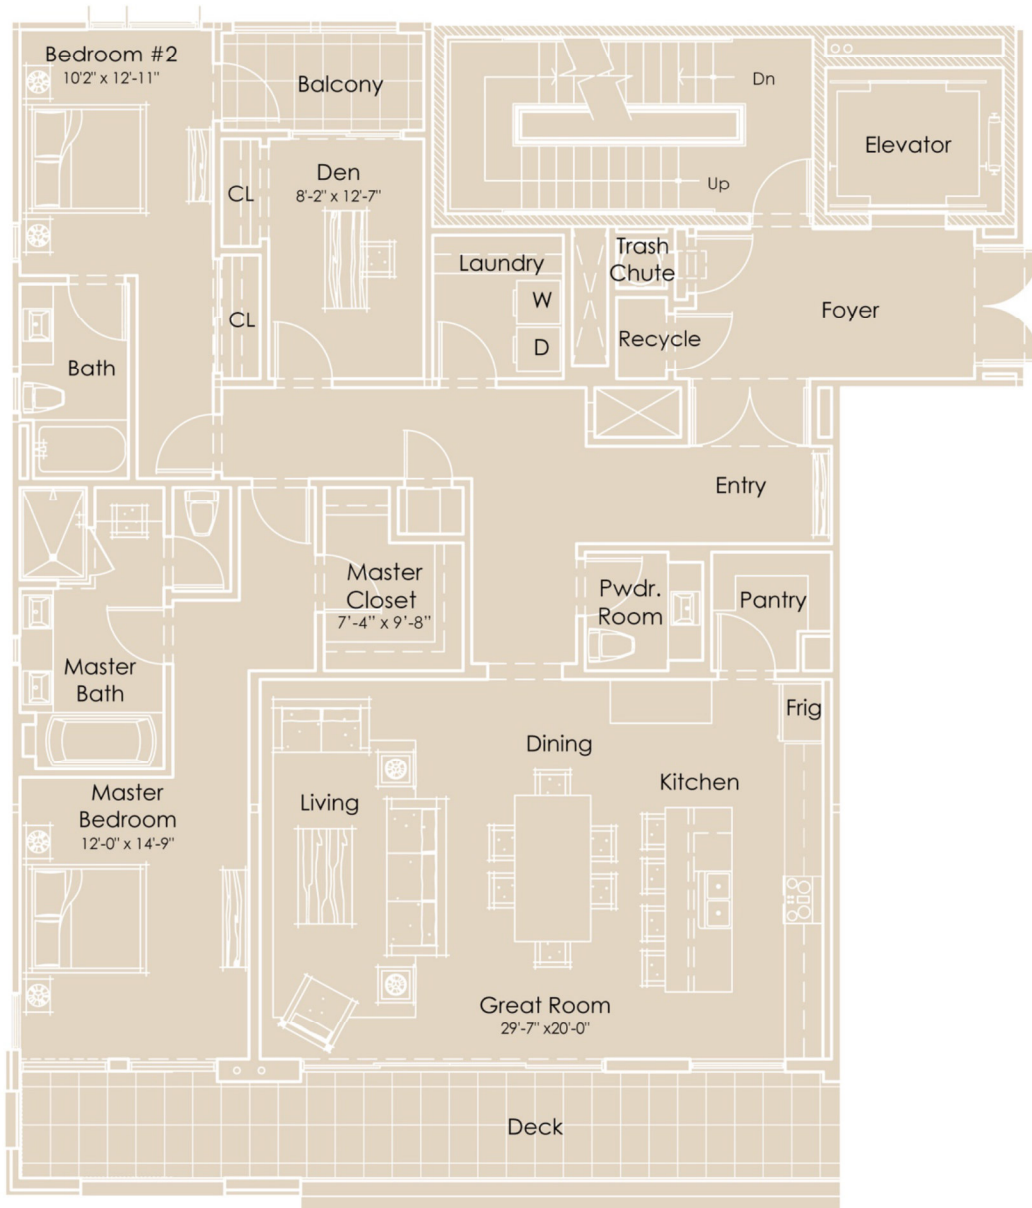 Bedroom #2
10'2" x 12'-11"
Balcony
Dn
Elevator
Den
8'-2" x 12'-7"
CL
Up
Laundry
Trash
Chute
W
CL
Foyer
Recycle
D
Bath
Entry
Master
Closet
7'-4" x 9'-8"
Pwdr.
Room
Pantry
Master
Bath
Frig
Dining
Kitchen
Master
Bedroom
12'-0" x 14'-9"
Living
Great Room
29'-7" x20'-0"
Deck